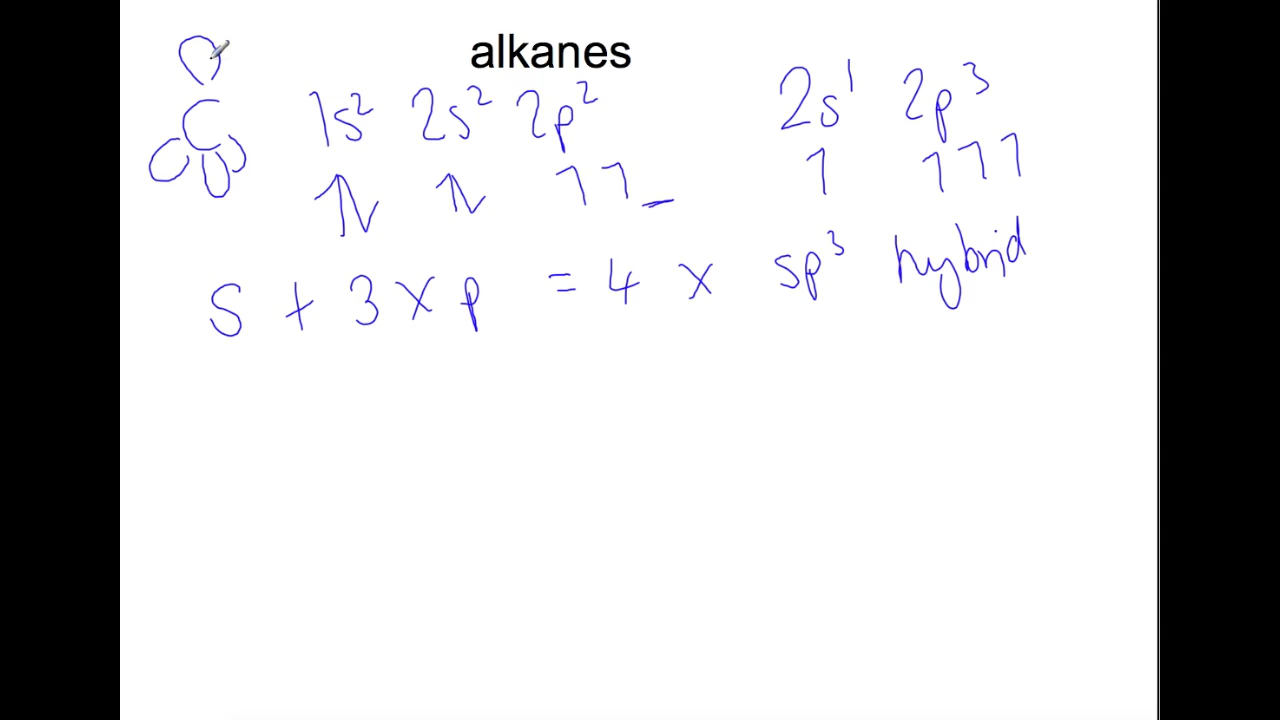 alkanes
C 1s² 2s² 2p² 2s¹ 2p³
↿⇂ ↿⇂ ↿ ↿ _ ↿ ↿ ↿ ↿
s + 3 x p = 4 x sp³ hybrid